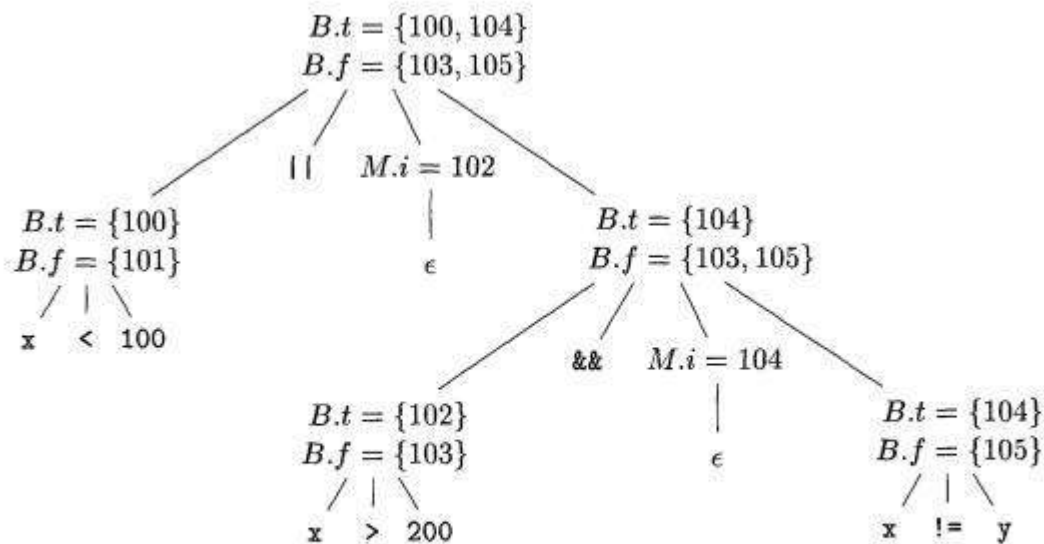 B.t = {100, 104}
B.f = {103, 105}
|| M.i = 102
B.t = {100}
B.f = {101}
ϵ
B.t = {104}
B.f = {103, 105}
x < 100
&& M.i = 104
B.t = {102}
B.f = {103}
ϵ
B.t = {104}
B.f = {105}
x > 200
x != y